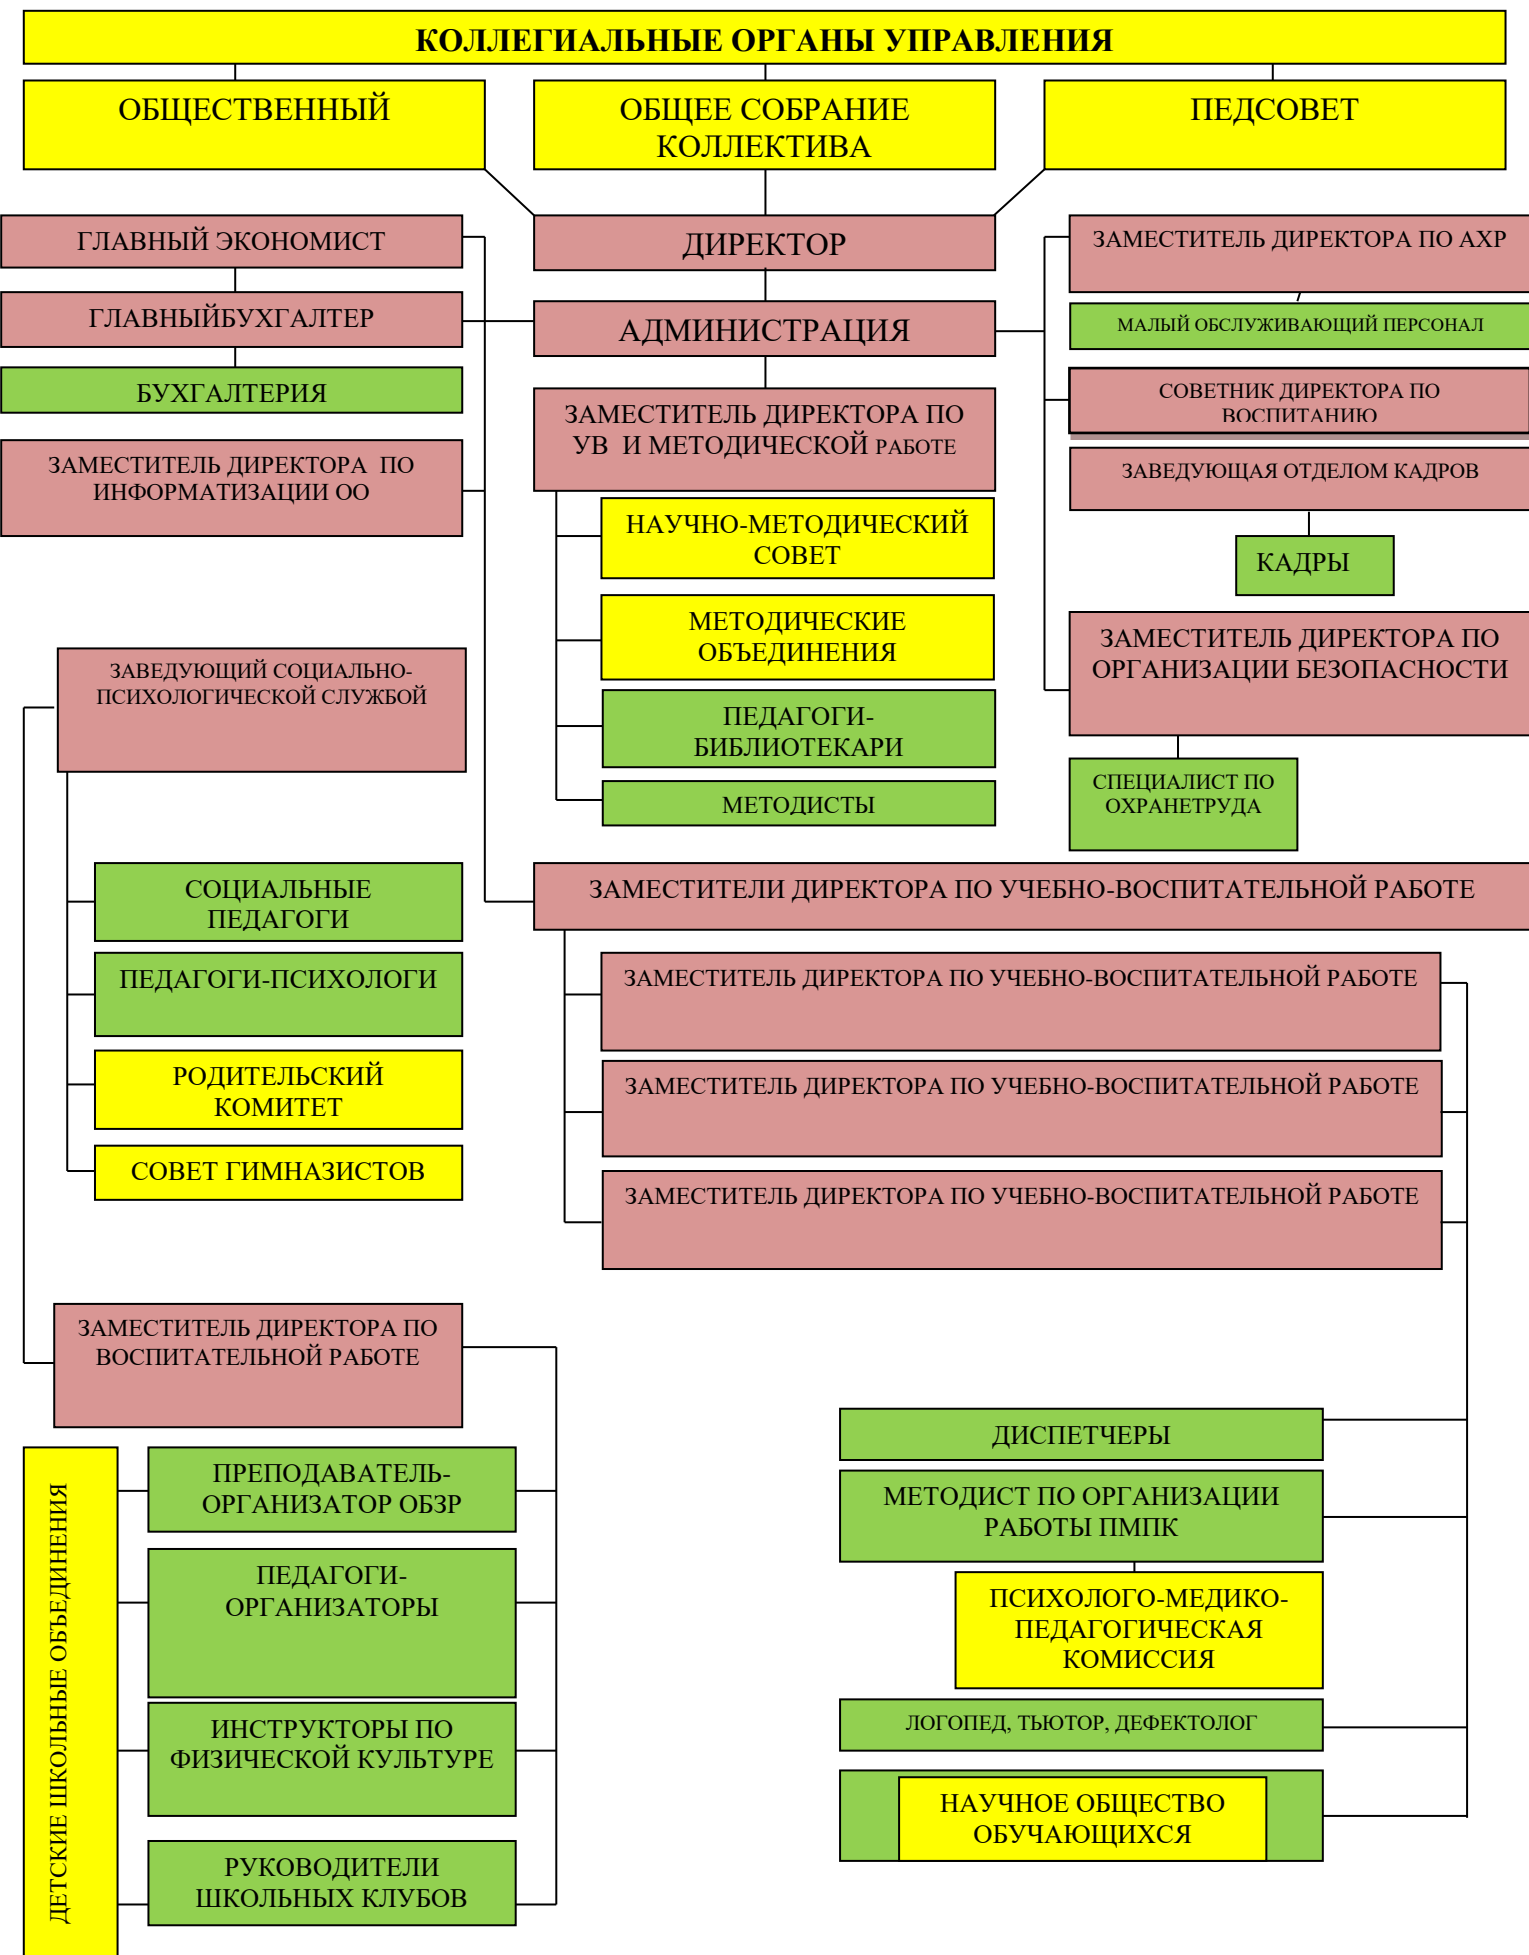 КОЛЛЕГИАЛЬНЫЕ ОРГАНЫ УПРАВЛЕНИЯ
ОБЩЕСТВЕННЫЙ
ОБЩЕЕ СОБРАНИЕ
КОЛЛЕКТИВА
ПЕДСОВЕТ
ГЛАВНЫЙ ЭКОНОМИСТ
ДИРЕКТОР
ЗАМЕСТИТЕЛЬ ДИРЕКТОРА ПО АХР
ГЛАВНЫЙБУХГАЛТЕР
АДМИНИСТРАЦИЯ
МАЛЫЙ ОБСЛУЖИВАЮЩИЙ ПЕРСОНАЛ
БУХГАЛТЕРИЯ
ЗАМЕСТИТЕЛЬ ДИРЕКТОРА ПО
УВ И МЕТОДИЧЕСКОЙ РАБОТЕ
СОВЕТНИК ДИРЕКТОРА ПО
ВОСПИТАНИЮ
ЗАМЕСТИТЕЛЬ ДИРЕКТОРА ПО
ИНФОРМАТИЗАЦИИ ОО
ЗАВЕДУЮЩАЯ ОТДЕЛОМ КАДРОВ
НАУЧНО-МЕТОДИЧЕСКИЙ
СОВЕТ
КАДРЫ
МЕТОДИЧЕСКИЕ
ОБЪЕДИНЕНИЯ
ЗАМЕСТИТЕЛЬ ДИРЕКТОРА ПО
ОРГАНИЗАЦИИ БЕЗОПАСНОСТИ
ЗАВЕДУЮЩИЙ СОЦИАЛЬНО-
ПСИХОЛОГИЧЕСКОЙ СЛУЖБОЙ
ПЕДАГОГИ-
БИБЛИОТЕКАРИ
МЕТОДИСТЫ
СПЕЦИАЛИСТ ПО
ОХРАНЕТРУДА
СОЦИАЛЬНЫЕ
ПЕДАГОГИ
ЗАМЕСТИТЕЛИ ДИРЕКТОРА ПО УЧЕБНО-ВОСПИТАТЕЛЬНОЙ РАБОТЕ
ПЕДАГОГИ-ПСИХОЛОГИ
ЗАМЕСТИТЕЛЬ ДИРЕКТОРА ПО УЧЕБНО-ВОСПИТАТЕЛЬНОЙ РАБОТЕ
РОДИТЕЛЬСКИЙ
КОМИТЕТ
ЗАМЕСТИТЕЛЬ ДИРЕКТОРА ПО УЧЕБНО-ВОСПИТАТЕЛЬНОЙ РАБОТЕ
СОВЕТ ГИМНАЗИСТОВ
ЗАМЕСТИТЕЛЬ ДИРЕКТОРА ПО УЧЕБНО-ВОСПИТАТЕЛЬНОЙ РАБОТЕ
ЗАМЕСТИТЕЛЬ ДИРЕКТОРА ПО
ВОСПИТАТЕЛЬНОЙ РАБОТЕ
ДЕТСКИЕ ШКОЛЬНЫЕ ОБЪЕДИНЕНИЯ
ПРЕПОДАВАТЕЛЬ-
ОРГАНИЗАТОР ОБЗР
ПЕДАГОГИ-
ОРГАНИЗАТОРЫ
ИНСТРУКТОРЫ ПО
ФИЗИЧЕСКОЙ КУЛЬТУРЕ
РУКОВОДИТЕЛИ
ШКОЛЬНЫХ КЛУБОВ
ДИСПЕТЧЕРЫ
МЕТОДИСТ ПО ОРГАНИЗАЦИИ
РАБОТЫ ПМПК
ПСИХОЛОГО-МЕДИКО-
ПЕДАГОГИЧЕСКАЯ
КОМИССИЯ
ЛОГОПЕД, ТЬЮТОР, ДЕФЕКТОЛОГ
НАУЧНОЕ ОБЩЕСТВО
ОБУЧАЮЩИХСЯ